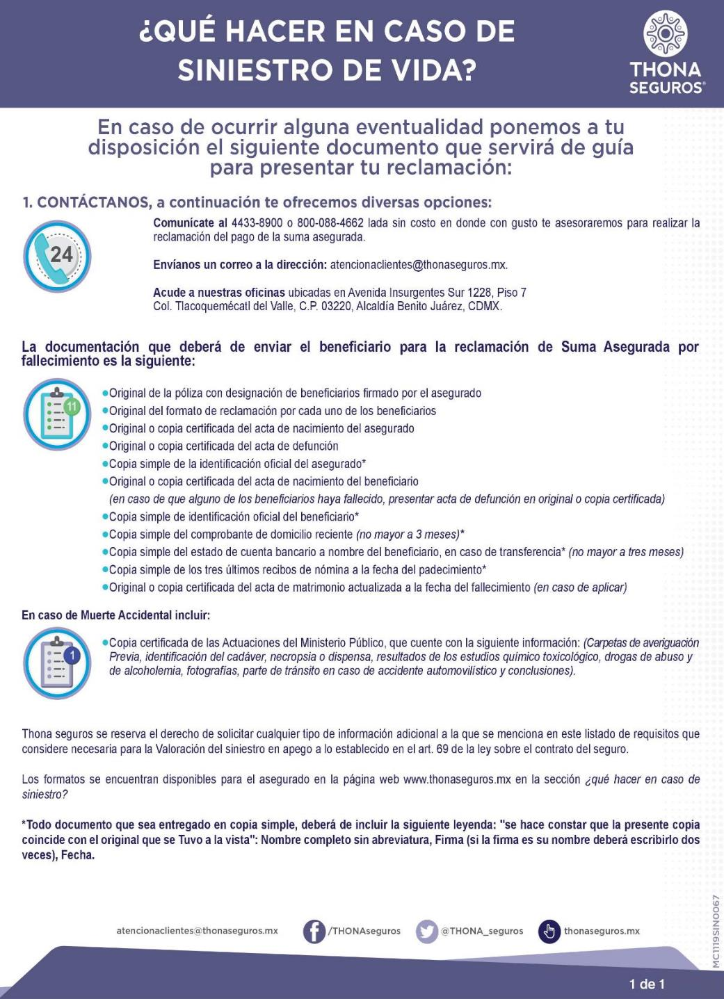 ¿QUÉ HACER EN CASO DE
SINIESTRO DE VIDA?
THONA
SEGUROS®
En caso de ocurrir alguna eventualidad ponemos a tu
disposición el siguiente documento que servirá de guía
para presentar tu reclamación:
1. CONTÁCTANOS, a continuación te ofrecemos diversas opciones:
24
Comunícate al 4433-8900 o 800-088-4662 lada sin costo en donde con gusto te asesoraremos para realizar la
reclamación del pago de la suma asegurada.
Envíanos un correo a la dirección: atencionaclientes@thonaseguros.mx.
Acude a nuestras oficinas ubicadas en Avenida Insurgentes Sur 1228, Piso 7
Col. Tlacoquemécatl del Valle, C.P. 03220, Alcaldía Benito Juárez, CDMX.
La documentación que deberá de enviar el beneficiario para la reclamación de Suma Asegurada por
fallecimiento es la siguiente:
11
•Original de la póliza con designación de beneficiarios firmado por el asegurado
•Original del formato de reclamación por cada uno de los beneficiarios
•Original o copia certificada del acta de nacimiento del asegurado
•Original o copia certificada del acta de defunción
•Copia simple de la identificación oficial del asegurado*
•Original o copia certificada del acta de nacimiento del beneficiario
(en caso de que alguno de los beneficiarios haya fallecido, presentar acta de defunción en original o copia certificada)
•Copia simple de identificación oficial del beneficiario*
•Copia simple del comprobante de domicilio reciente (no mayor a 3 meses)*
•Copia simple del estado de cuenta bancario a nombre del beneficiario, en caso de transferencia* (no mayor a tres meses)
•Copia simple de los tres últimos recibos de nómina a la fecha del padecimiento*
•Original o copia certificada del acta de matrimonio actualizada a la fecha del fallecimiento (en caso de aplicar)
En caso de Muerte Accidental incluir:
1
•Copia certificada de las Actuaciones del Ministerio Público, que cuente con la siguiente información: (Carpetas de averiguación
Previa, identificación del cadáver, necropsia o dispensa, resultados de los estudios químico toxicológico, drogas de abuso y
de alcoholemia, fotografías, parte de tránsito en caso de accidente automovilístico y conclusiones).
Thona seguros se reserva el derecho de solicitar cualquier tipo de información adicional a la que se menciona en este listado de requisitos que
considere necesaria para la Valoración del siniestro en apego a lo establecido en el art. 69 de la ley sobre el contrato del seguro.
Los formatos se encuentran disponibles para el asegurado en la página web www.thonaseguros.mx en la sección ¿qué hacer en caso de
siniestro?
*Todo documento que sea entregado en copia simple, deberá de incluir la siguiente leyenda: "se hace constar que la presente copia
coincide con el original que se Tuvo a la vista": Nombre completo sin abreviatura, Firma (si la firma es su nombre deberá escribirlo dos
veces), Fecha.
atencionaclientes@thonaseguros.mx
/THONAseguros
@THONA_seguros
thonaseguros.mx
MC1119SIN0067
1 de 1